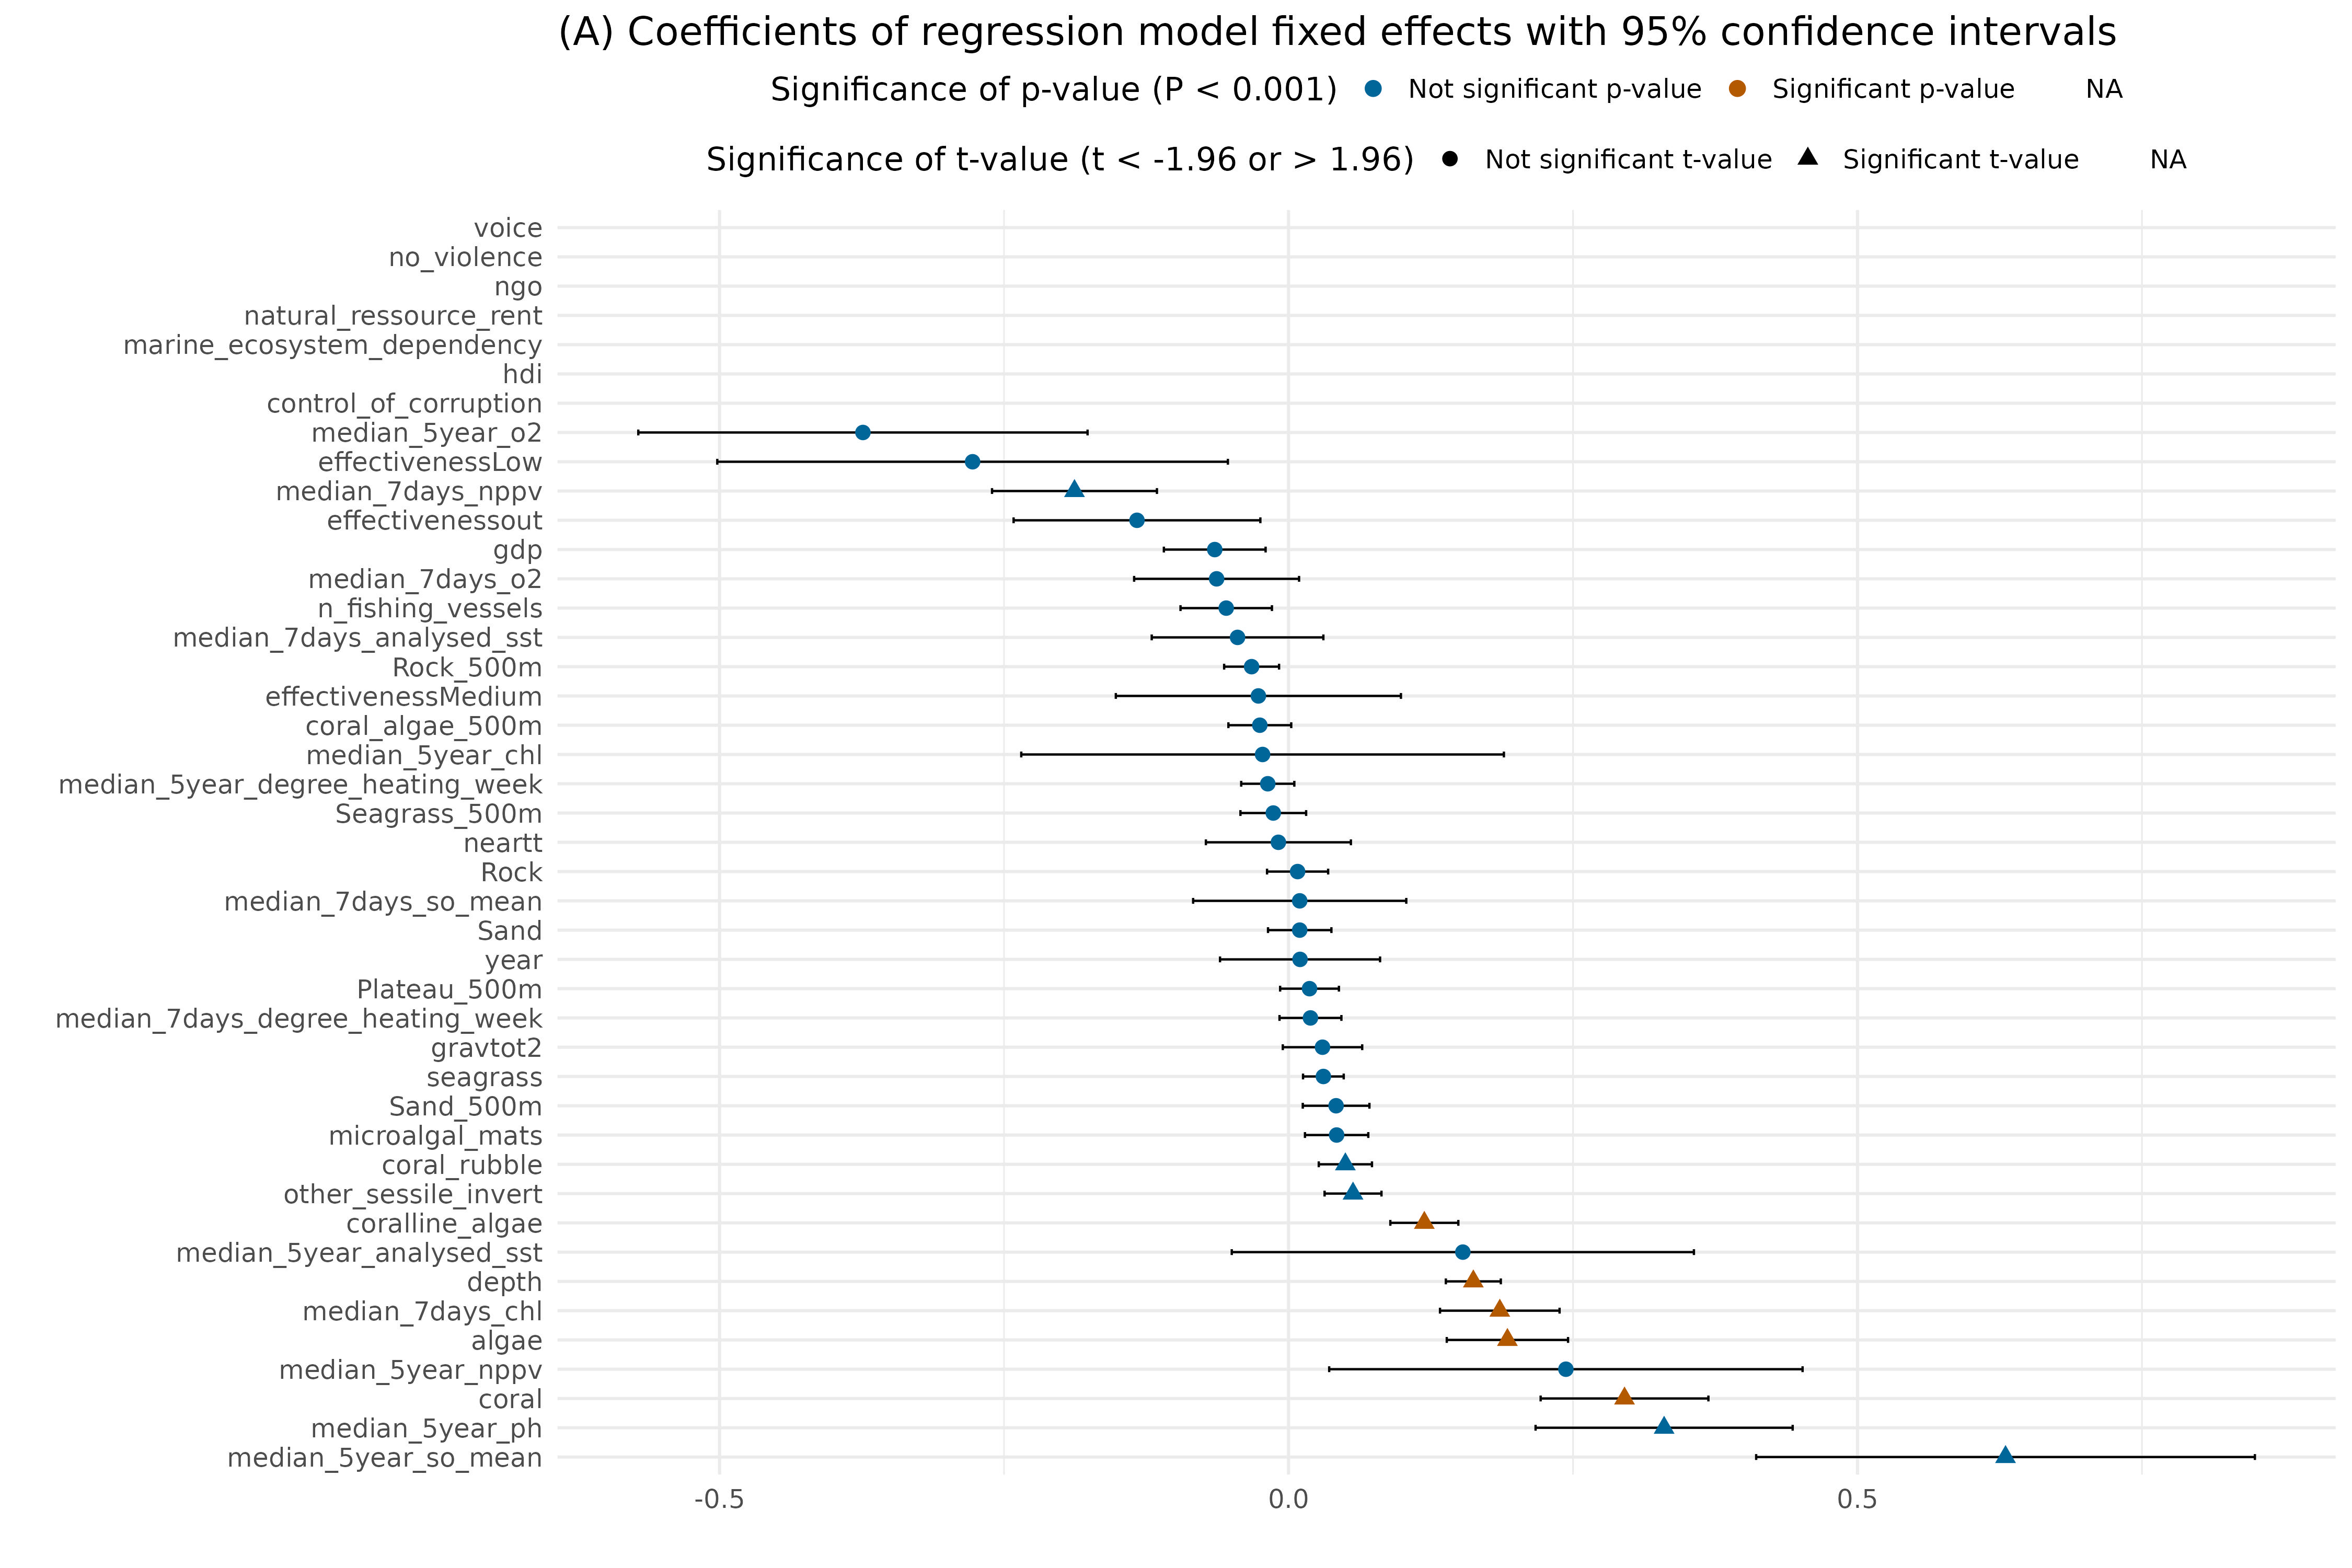 (A) Coefficients of regression model fixed effects with 95% confidence intervals
Significance of p-value (P < 0.001) Not significant p-value Significant p-value NA
Significance of t-value (t < -1.96 or > 1.96) Not significant t-value Significant t-value NA
voice
no_violence
ngo
natural_ressource_rent
marine_ecosystem_dependency
hdi
control_of_corruption
median_5year_o2
effectivenessLow
median_7days_nppv
effectivenessout
gdp
median_7days_o2
n_fishing_vessels
median_7days_analysed_sst
Rock_500m
effectivenessMedium
coral_algae_500m
median_5year_chl
median_5year_degree_heating_week
Seagrass_500m
neartt
Rock
median_7days_so_mean
Sand
year
Plateau_500m
median_7days_degree_heating_week
gravtot2
seagrass
Sand_500m
microalgal_mats
coral_rubble
other_sessile_invert
coralline_algae
median_5year_analysed_sst
depth
median_7days_chl
algae
median_5year_nppv
coral
median_5year_ph
median_5year_so_mean
-0.5 0.0 0.5